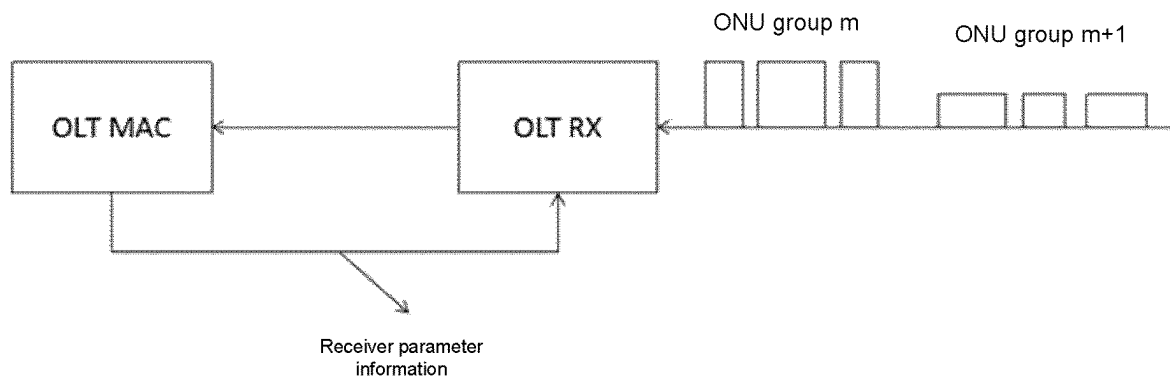 ONU group m
ONU group m+1
OLT MAC
OLT RX
Receiver parameter
information